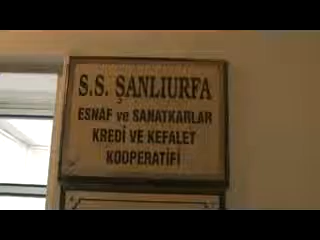 S.S. ŞANLIURFA
ESNAF ve SANATKARLAR
KREDİ VE KEFALET
KOOPERATİFİ